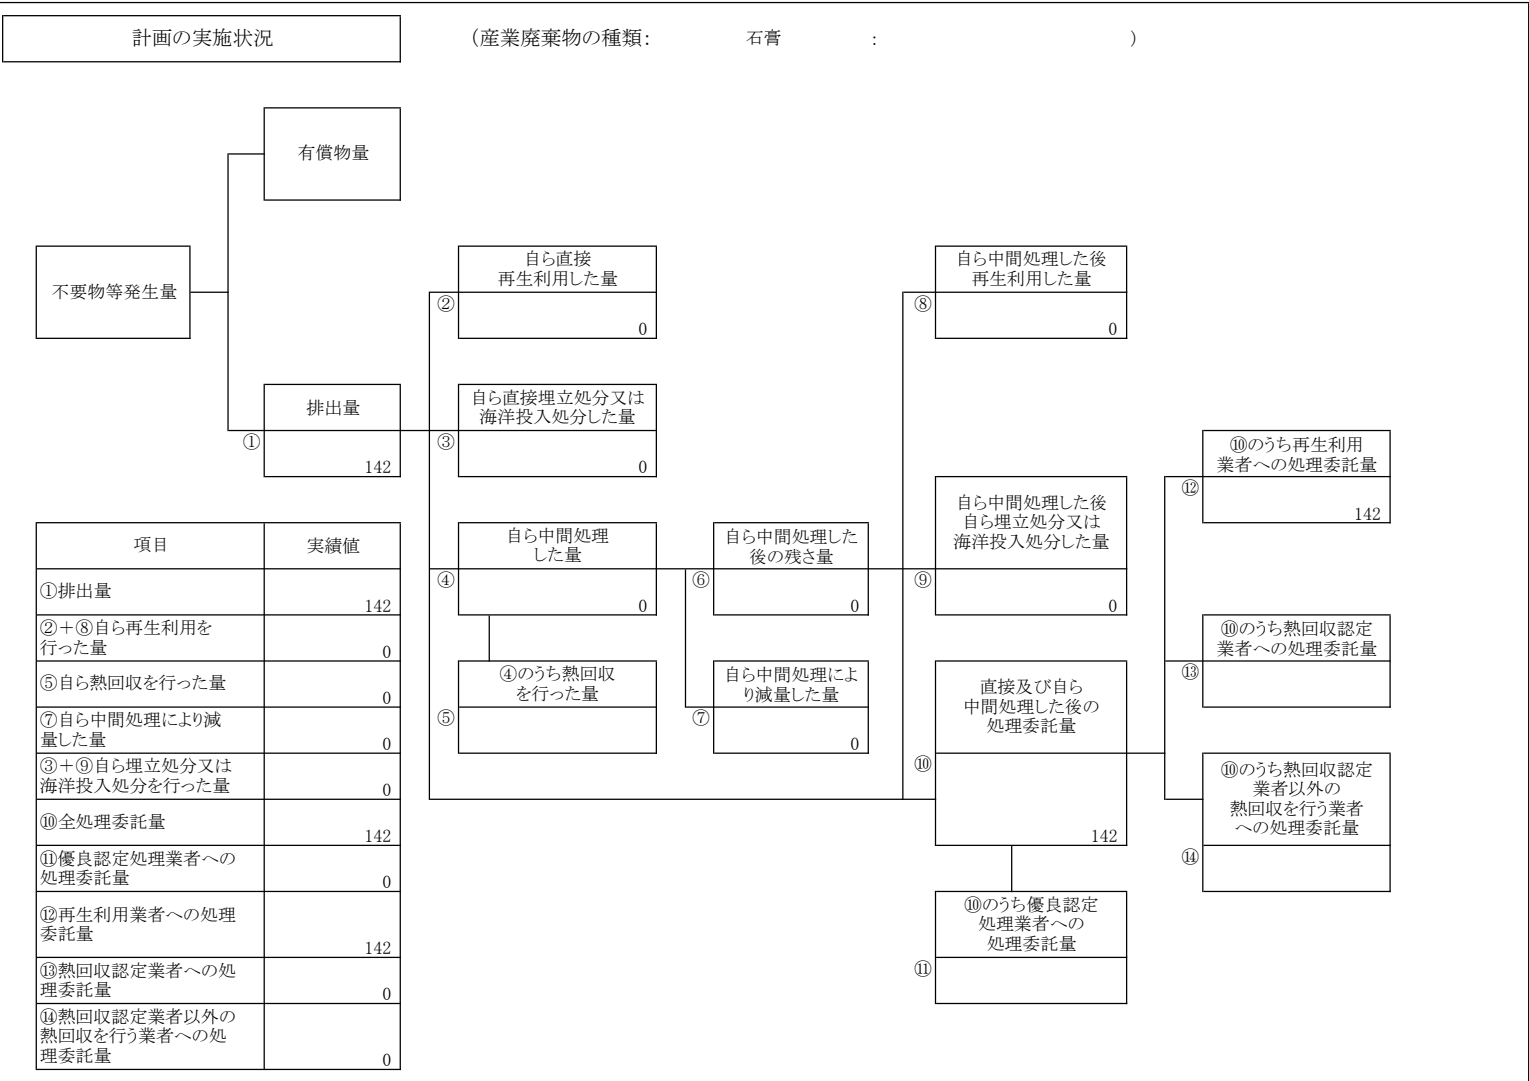 計画の実施状況
(産業廃棄物の種類: 石膏 : )
有償物量
不要物等発生量
自ら直接
再生利用した量
②
0
自ら中間処理した後
再生利用した量
⑧
0
排出量
①
142
自ら直接埋立処分又は
海洋投入処分した量
③
0
⑩のうち再生利用
業者への処理委託量
⑫
142
自ら中間処理した後
自ら埋立処分又は
海洋投入処分した量
⑨
0
自ら中間処理
した量
④
0
自ら中間処理した
後の残さ量
⑥
0
⑩のうち熱回収認定
業者への処理委託量
⑬
④のうち熱回収
を行った量
⑤
自ら中間処理によ
り減量した量
⑦
0
直接及び自ら
中間処理した後の
処理委託量
⑩
142
⑩のうち熱回収認定
業者以外の
熱回収を行う業者
への処理委託量
⑭
⑩のうち優良認定
処理業者への
処理委託量
⑪
項目 実績値
①排出量
142
②+⑧自ら再生利用を
行った量
0
⑤自ら熱回収を行った量
0
⑦自ら中間処理により減
量した量
0
③+⑨自ら埋立処分又は
海洋投入処分を行った量
0
⑩全処理委託量
142
⑪優良認定処理業者への
処理委託量
0
⑫再生利用業者への処理
委託量
142
⑬熱回収認定業者への処
理委託量
0
⑭熱回収認定業者以外の
熱回収を行う業者への処
理委託量
0